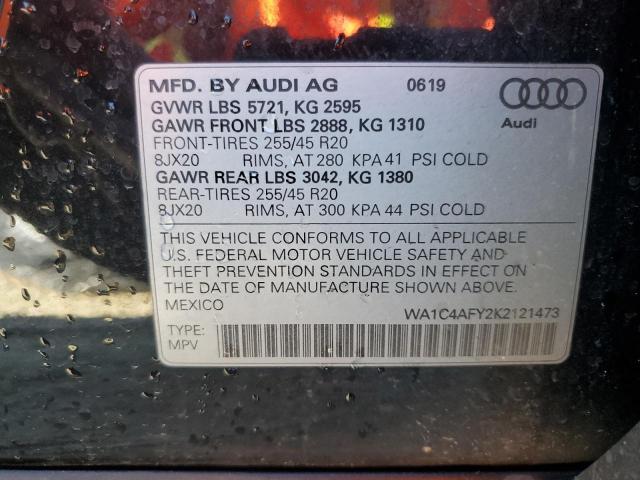 MFD. BY AUDI AG 0619
GVWR LBS 5721, KG 2595
GAWR FRONT LBS 2888, KG 1310
FRONT-TIRES 255/45 R20
8JX20 RIMS, AT 280 KPA 41 PSI COLD
GAWR REAR LBS 3042, KG 1380
REAR-TIRES 255/45 R20
8JX20 RIMS, AT 300 KPA 44 PSI COLD
Audi
THIS VEHICLE CONFORMS TO ALL APPLICABLE
U.S. FEDERAL MOTOR VEHICLE SAFETY AND
THEFT PREVENTION STANDARDS IN EFFECT ON
THE DATE OF MANUFACTURE SHOWN ABOVE.
MEXICO WA1C4AFY2K2121473
TYPE:
MPV